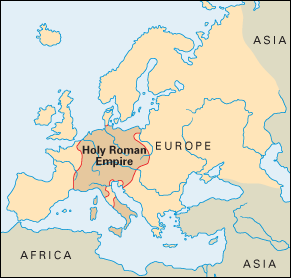 ASIA
EUROPE
Holy Roman
Empire
AFRICA
ASIA